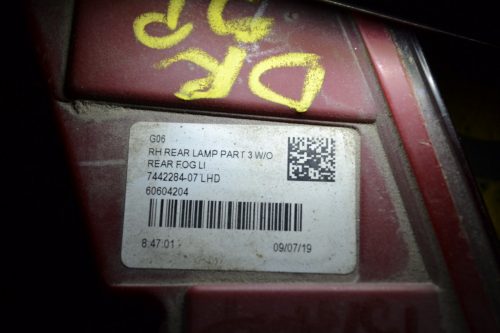 DR
G06
RH REAR LAMP PART 3 W/O
REAR FOG LI
7442284-07 LHD
60604204
8:47:01
09/07/19